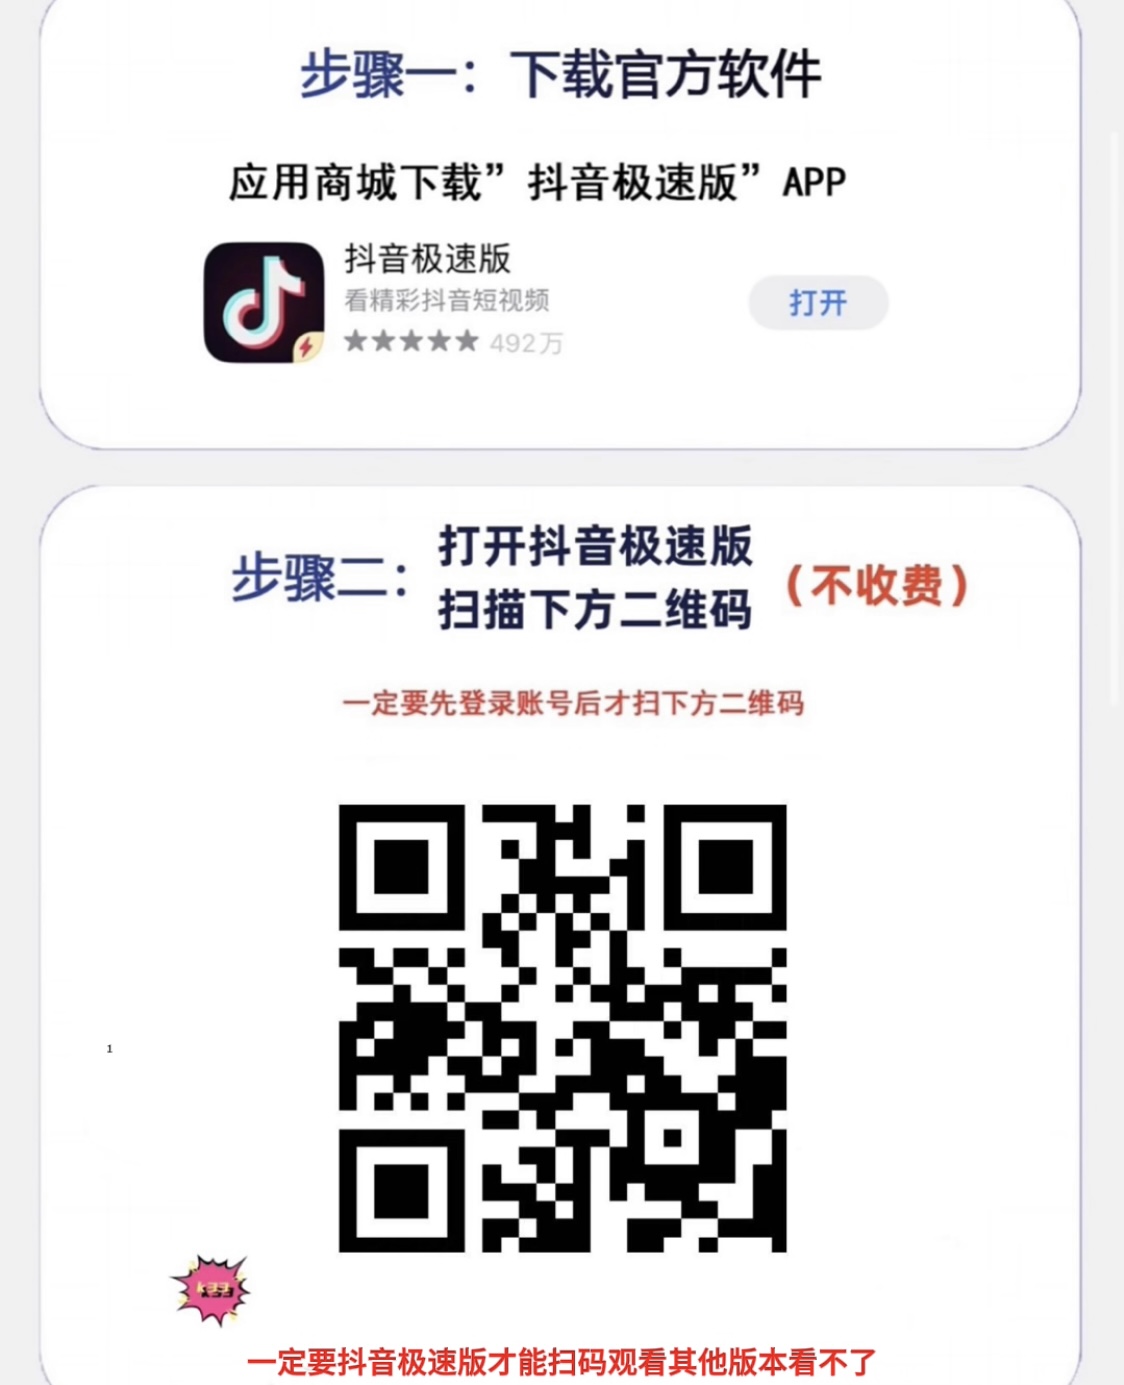 步骤一：下载官方软件
应用商城下载”抖音极速版”APP
抖音极速版
看精彩抖音短视频
492万
打开
步骤二：
打开抖音极速版
扫描下方二维码
（不收费）
一定要先登录账号后才扫下方二维码
1
k33
一定要抖音极速版才能扫码观看其他版本看不了